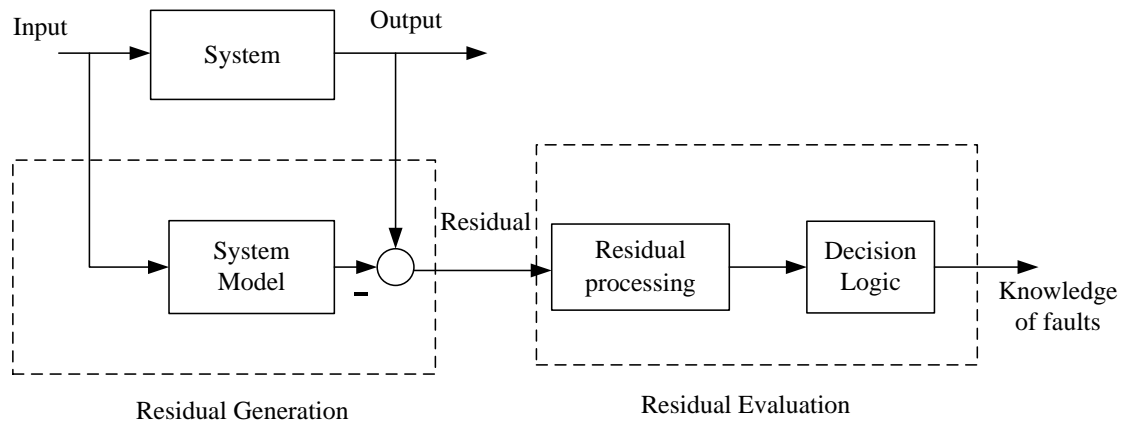 Input
Output
System
System
Model
Residual
Residual
processing
Decision
Logic
Knowledge
of faults
Residual Generation
Residual Evaluation